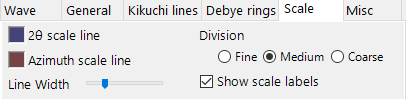 Wave General Kikuchi lines Debye rings Scale Misc
2θ scale line
Azimuth scale line
Line Width
Division
Fine Medium Coarse
Show scale labels